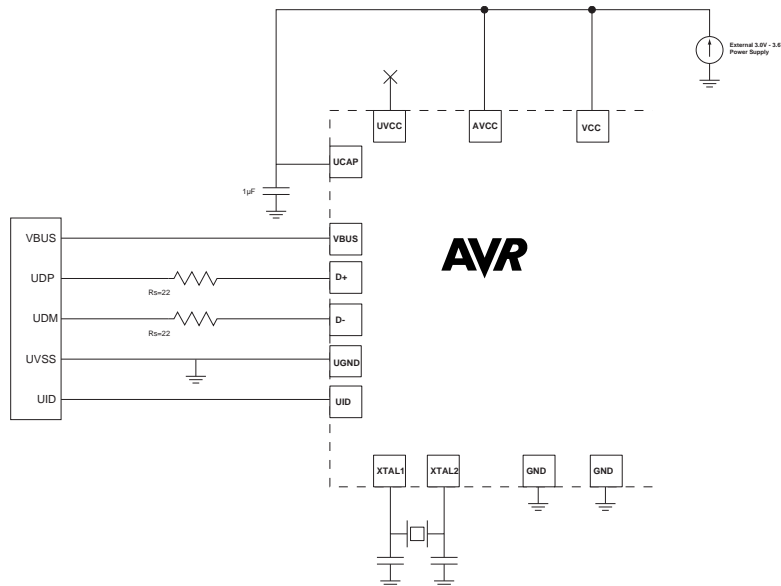 External 3.0V - 3.6
Power Supply
UVCC
AVCC
VCC
UCAP
1µF
VBUS
VBUS
AVR
UDP
Rs=22
D+
UDM
Rs=22
D-
UVSS
UGND
UID
UID
XTAL1
XTAL2
GND
GND